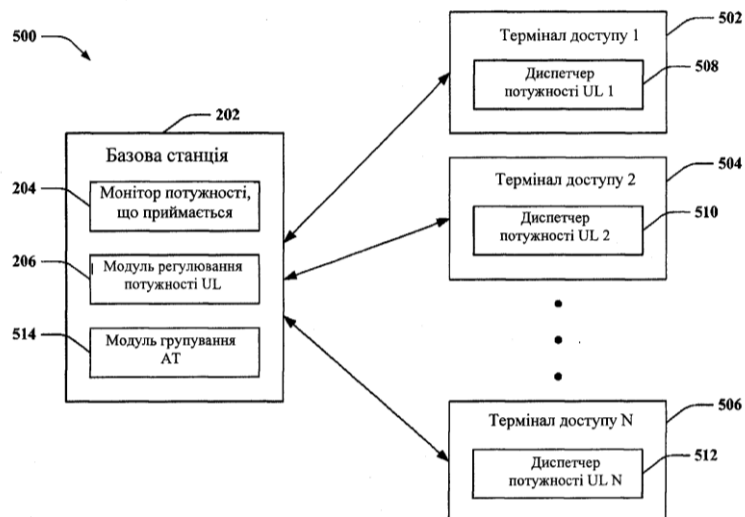 500
202
Базова станція
204
Монітор потужності,
що приймається
206
Модуль регулювання
потужності UL
514
Модуль групування
АТ
502
Термінал доступу 1
508
Диспетчер
потужності UL 1
504
Термінал доступу 2
510
Диспетчер
потужності UL 2
506
Термінал доступу N
512
Диспетчер
потужності UL N